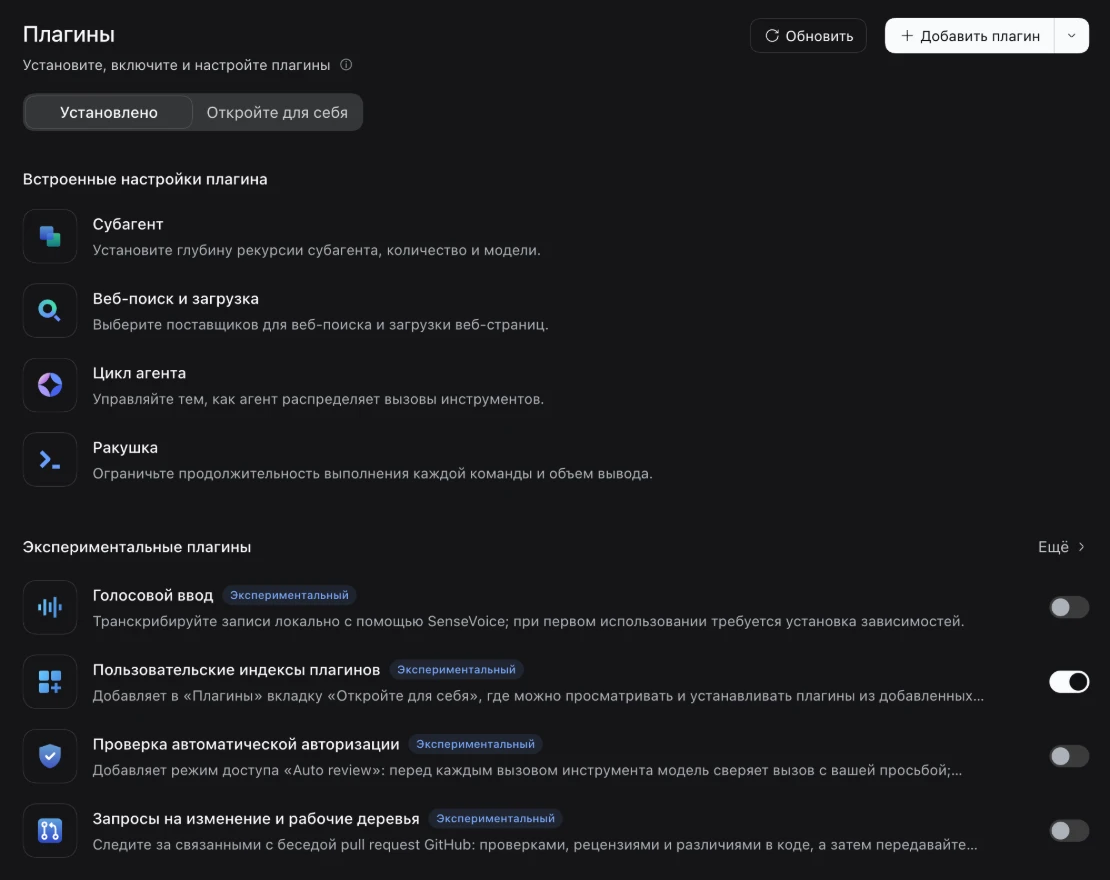 Плагины
Обновить
Добавить плагин
Установите, включите и настройте плагины
Установлено
Откройте для себя
Встроенные настройки плагина
Субагент
Установите глубину рекурсии субагента, количество и модели.
Веб-поиск и загрузка
Выберите поставщиков для веб-поиска и загрузки веб-страниц.
Цикл агента
Управляйте тем, как агент распределяет вызовы инструментов.
Ракушка
Ограничьте продолжительность выполнения каждой команды и объем вывода.
Экспериментальные плагины
Ещё
Голосовой ввод Экспериментальный
Транскрибируйте записи локально с помощью SenseVoice; при первом использовании требуется установка зависимостей.
Пользовательские индексы плагинов Экспериментальный
Добавляет в «Плагины» вкладку «Откройте для себя», где можно просматривать и устанавливать плагины из добавленных...
Проверка автоматической авторизации Экспериментальный
Добавляет режим доступа «Auto review»: перед каждым вызовом инструмента модель сверяет вызов с вашей просьбой;...
Запросы на изменение и рабочие деревья Экспериментальный
Следите за связанными с беседой pull request GitHub: проверками, рецензиями и различиями в коде, а затем передавайте...